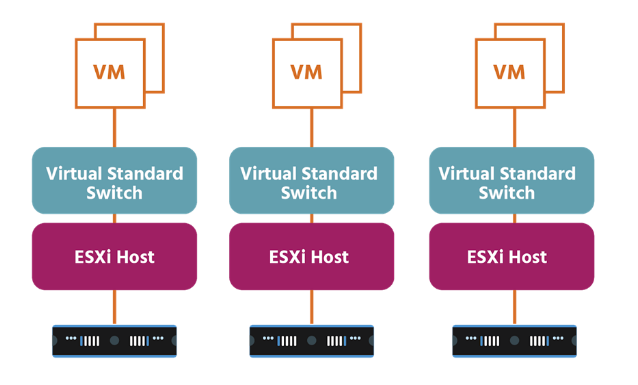 VM
VM
VM
Virtual Standard
Switch
Virtual Standard
Switch
Virtual Standard
Switch
ESXi Host
ESXi Host
ESXi Host